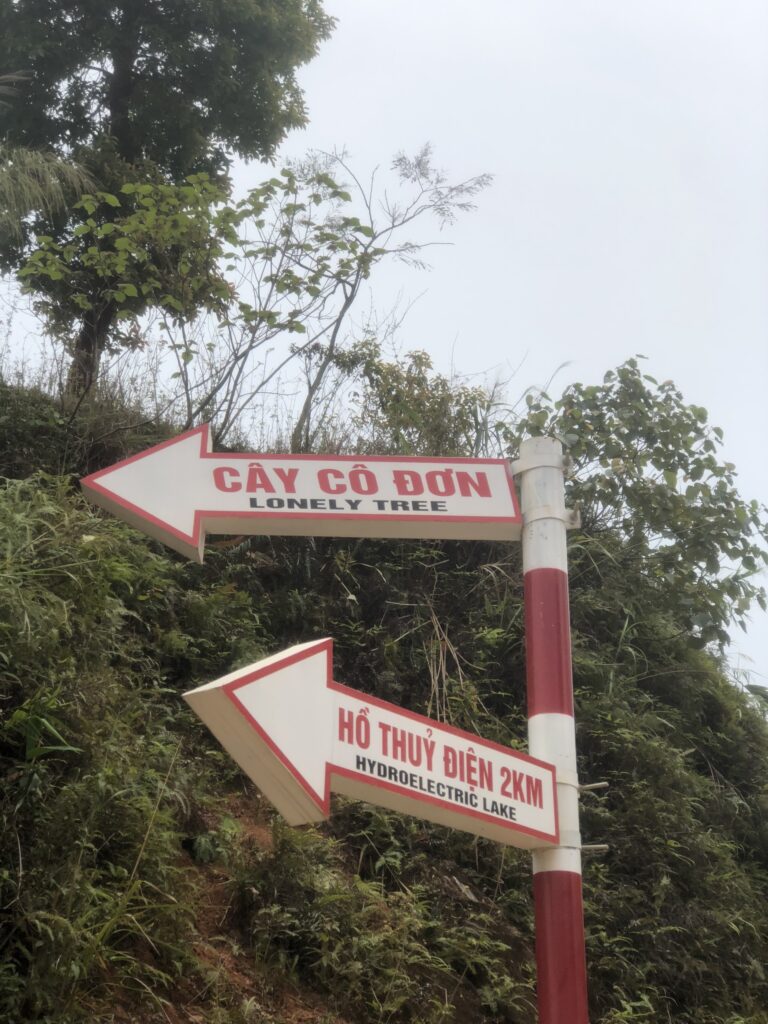 CÂY CÔ ĐƠN
LONELY TREE
HỒ THUỶ ĐIỆN 2KM
HYDROELECTRIC LAKE